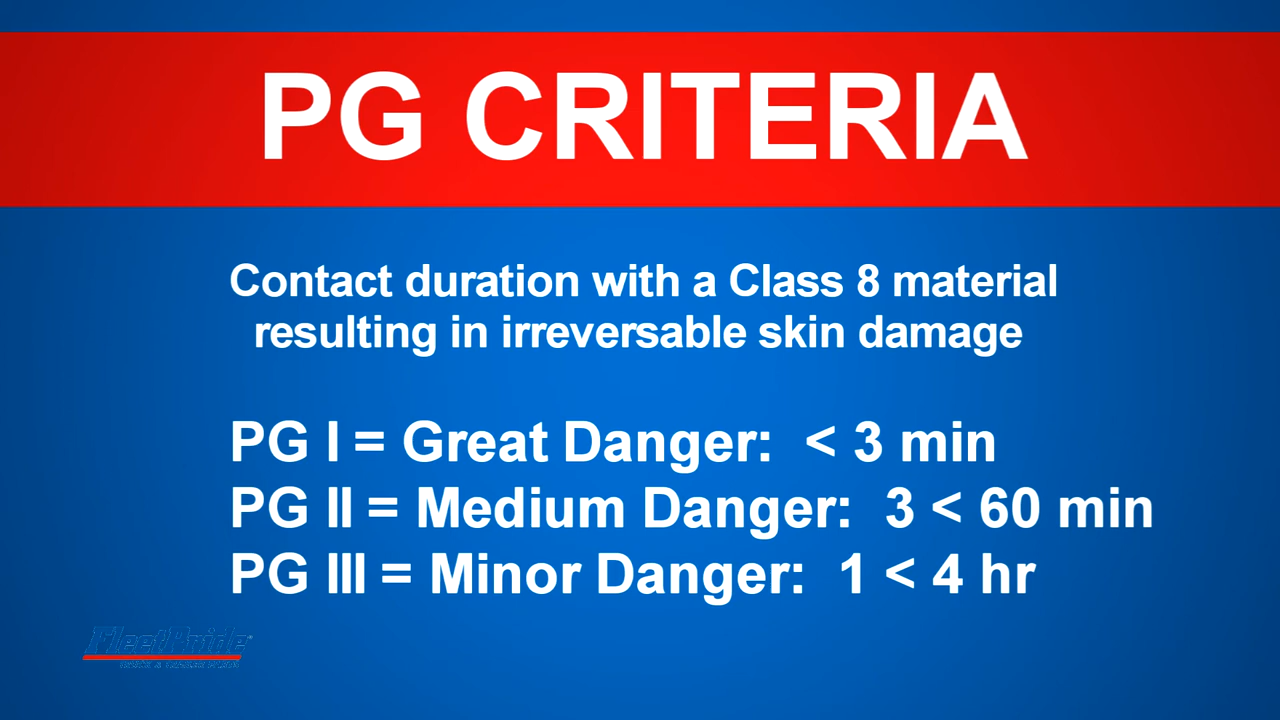 PG CRITERIA
Contact duration with a Class 8 material
resulting in irreversable skin damage
PG I = Great Danger: < 3 min
PG II = Medium Danger: 3 < 60 min
PG III = Minor Danger: 1 < 4 hr
FleetPride